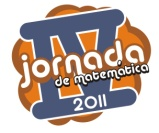 IV
jornada
de matemática
2011